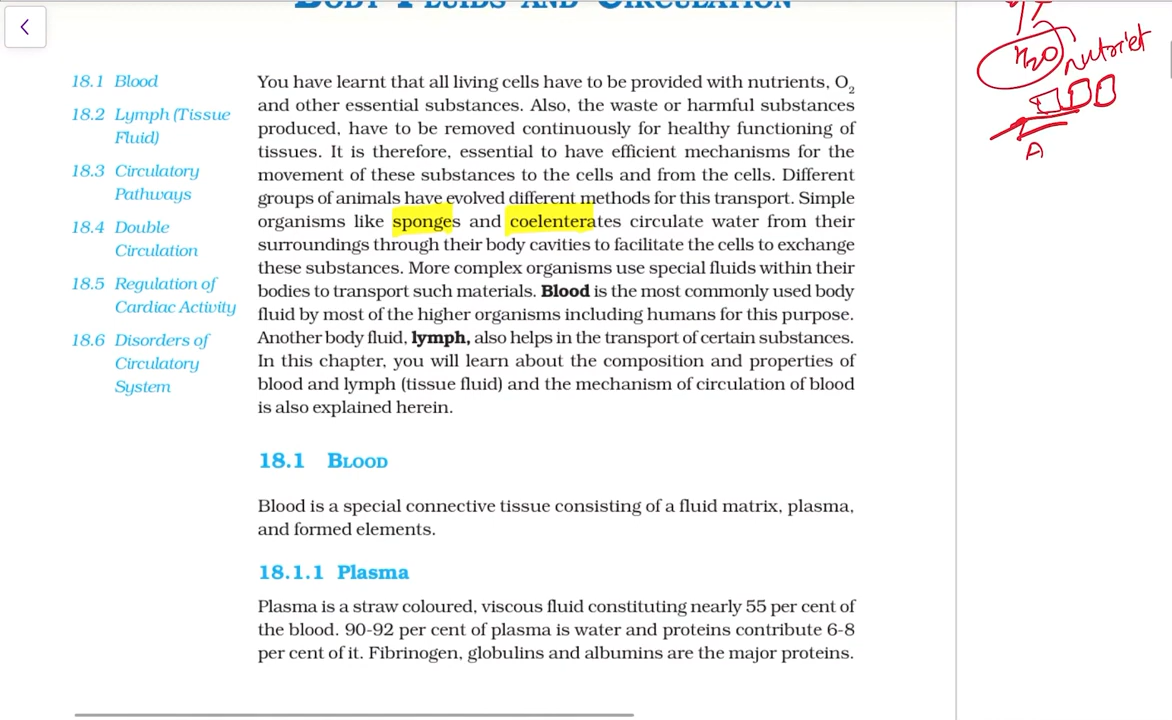 BODY FLUIDS AND CIRCULATION
18.1 Blood
18.2 Lymph (Tissue
Fluid)
18.3 Circulatory
Pathways
18.4 Double
Circulation
18.5 Regulation of
Cardiac Activity
18.6 Disorders of
Circulatory
System
You have learnt that all living cells have to be provided with nutrients, O₂
and other essential substances. Also, the waste or harmful substances
produced, have to be removed continuously for healthy functioning of
tissues. It is therefore, essential to have efficient mechanisms for the
movement of these substances to the cells and from the cells. Different
groups of animals have evolved different methods for this transport. Simple
organisms like sponges and coelenterates circulate water from their
surroundings through their body cavities to facilitate the cells to exchange
these substances. More complex organisms use special fluids within their
bodies to transport such materials. Blood is the most commonly used body
fluid by most of the higher organisms including humans for this purpose.
Another body fluid, lymph, also helps in the transport of certain substances.
In this chapter, you will learn about the composition and properties of
blood and lymph (tissue fluid) and the mechanism of circulation of blood
is also explained herein.
18.1 BLOOD
Blood is a special connective tissue consisting of a fluid matrix, plasma,
and formed elements.
18.1.1 Plasma
Plasma is a straw coloured, viscous fluid constituting nearly 55 per cent of
the blood. 90-92 per cent of plasma is water and proteins contribute 6-8
per cent of it. Fibrinogen, globulins and albumins are the major proteins.
H₂O nutriet
A